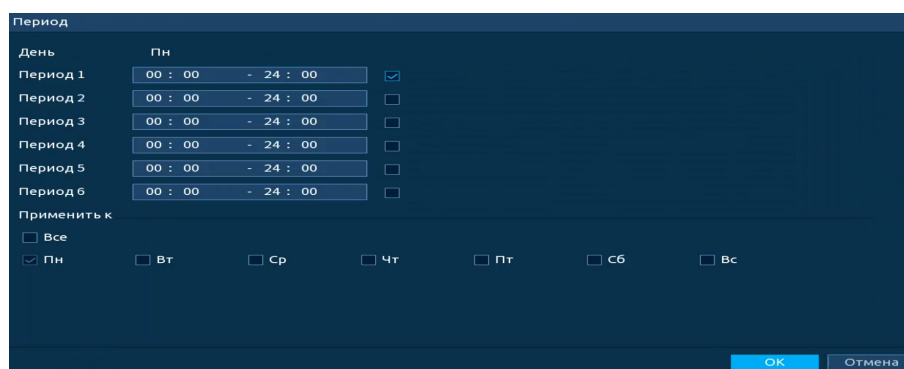 Период
День Пн
Период 1 00 : 00 - 24 : 00
Период 2 00 : 00 - 24 : 00
Период 3 00 : 00 - 24 : 00
Период 4 00 : 00 - 24 : 00
Период 5 00 : 00 - 24 : 00
Период 6 00 : 00 - 24 : 00
Применить к
Все
Пн Вт Ср Чт Пт Сб Вс
OK Отмена